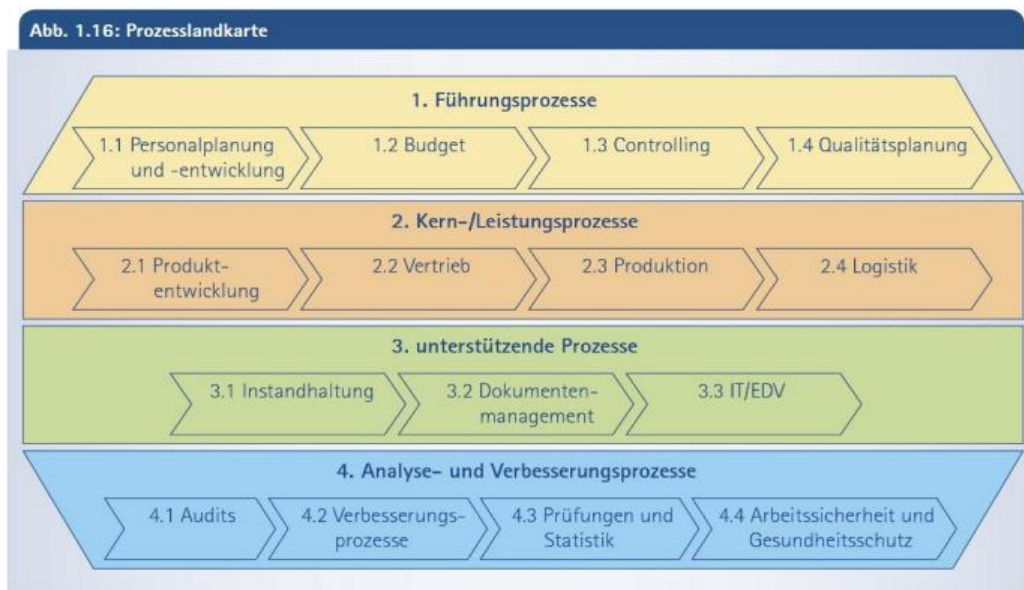 Abb. 1.16: Prozesslandkarte
1. Führungsprozesse
1.1 Personalplanung
und -entwicklung
1.2 Budget
1.3 Controlling
1.4 Qualitätsplanung
2. Kern-/Leistungsprozesse
2.1 Produkt-
entwicklung
2.2 Vertrieb
2.3 Produktion
2.4 Logistik
3. unterstützende Prozesse
3.1 Instandhaltung
3.2 Dokumenten-
management
3.3 IT/EDV
4. Analyse- und Verbesserungsprozesse
4.1 Audits
4.2 Verbesserungs-
prozesse
4.3 Prüfungen und
Statistik
4.4 Arbeitssicherheit und
Gesundheitsschutz